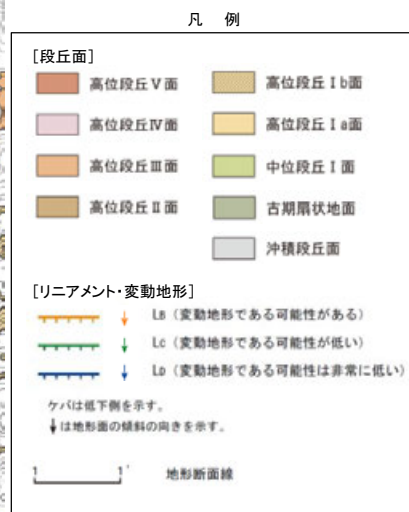 凡 例
[段丘面]
高位段丘Ⅴ面
高位段丘Ⅳ面
高位段丘Ⅲ面
高位段丘Ⅱ面
高位段丘Ⅰb面
高位段丘Ⅰa面
中位段丘Ⅰ面
古期扇状地面
沖積段丘面
[リニアメント・変動地形]
LB (変動地形である可能性がある)
LC (変動地形である可能性が低い)
LD (変動地形である可能性は非常に低い)
ケバは低下側を示す。
↓は地形面の傾斜の向きを示す。
1 1' 地形断面線